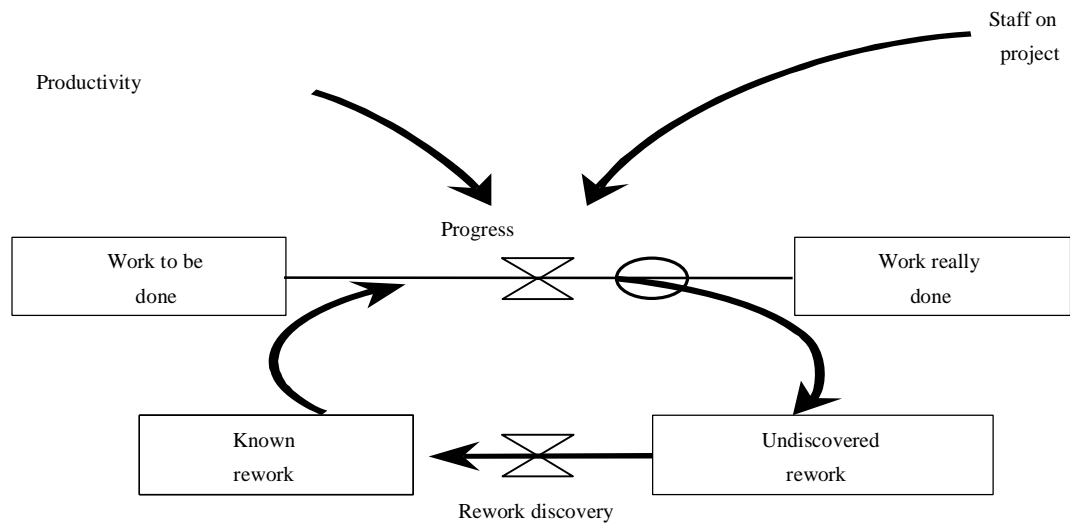 Staff on
project
Productivity
Progress
Work to be
done
Work really
done
Known
rework
Undiscovered
rework
Rework discovery